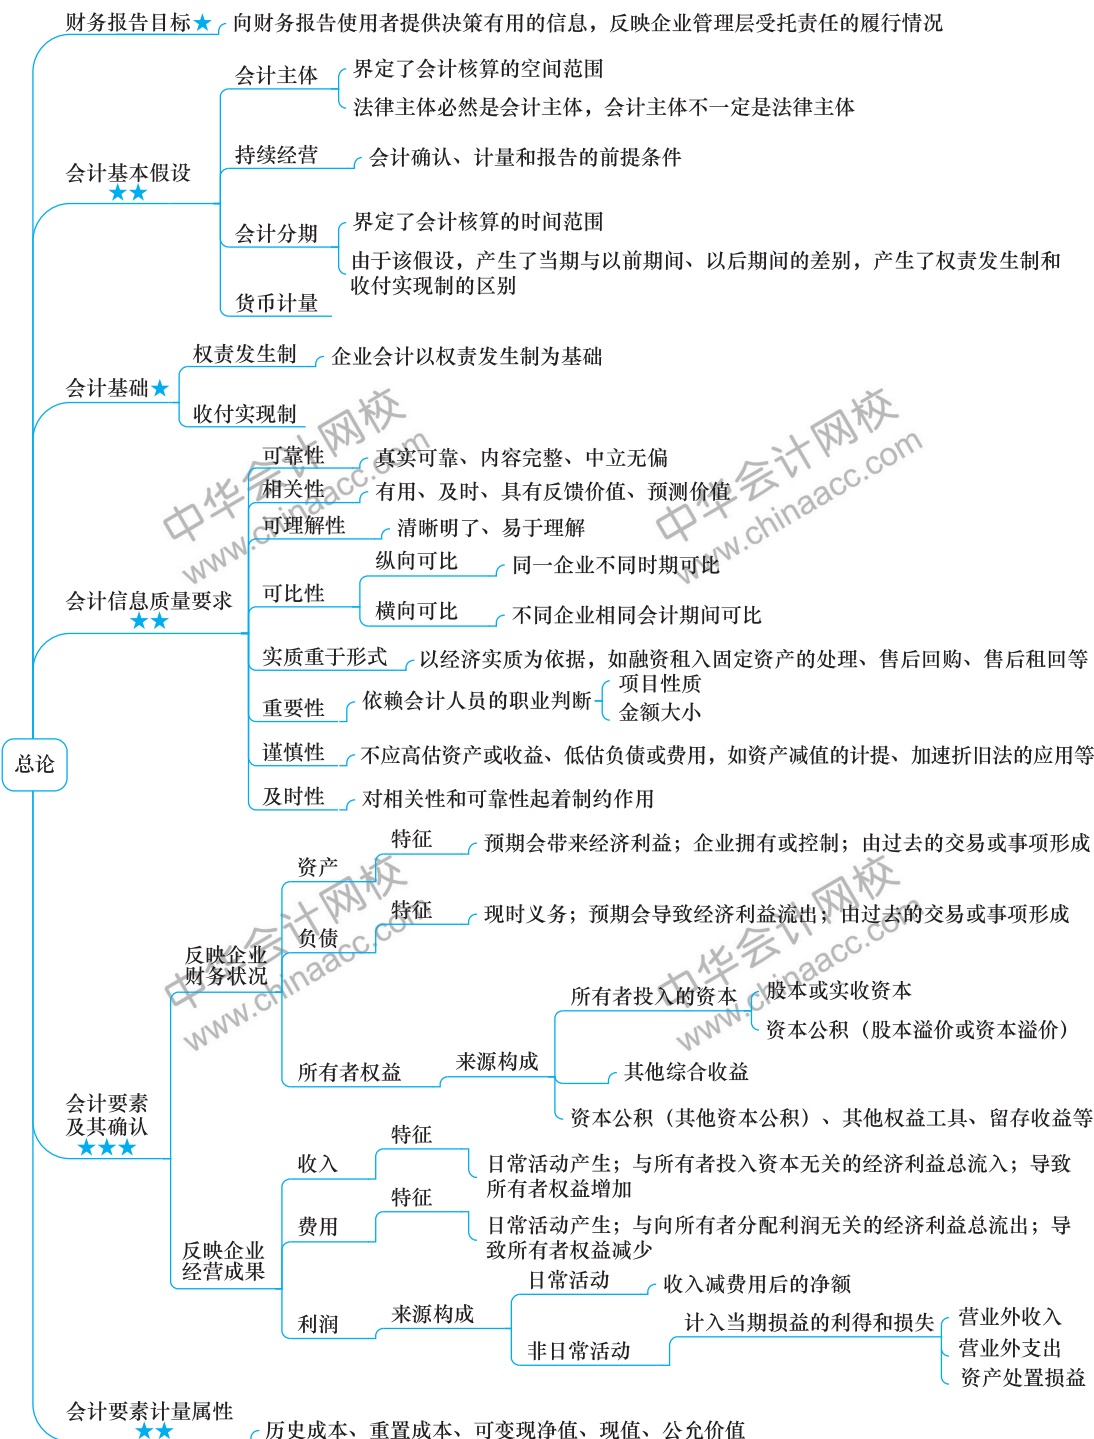 财务报告目标★ 向财务报告使用者提供决策有用的信息，反映企业管理层受托责任的履行情况
会计基本假设
★★
会计主体
界定了会计核算的空间范围
法律主体必然是会计主体，会计主体不一定是法律主体
持续经营
会计确认、计量和报告的前提条件
会计分期
界定了会计核算的时间范围
由于该假设，产生了当期与以前期间、以后期间的差别，产生了权责发生制和
收付实现制的区别
货币计量
会计基础★
权责发生制
企业会计以权责发生制为基础
收付实现制
会计信息质量要求
★★
可靠性
真实可靠、内容完整、中立无偏
相关性
有用、及时、具有反馈价值、预测价值
可理解性
清晰明了、易于理解
可比性
纵向可比
同一企业不同时期可比
横向可比
不同企业相同会计期间可比
实质重于形式
以经济实质为依据，如融资租入固定资产的处理、售后回购、售后租回等
重要性
依赖会计人员的职业判断
项目性质
金额大小
谨慎性
不应高估资产或收益、低估负债或费用，如资产减值的计提、加速折旧法的应用等
及时性
对相关性和可靠性起着制约作用
总论
会计要素
及其确认
★★★
反映企业
财务状况
资产
特征
预期会带来经济利益；企业拥有或控制；由过去的交易或事项形成
负债
特征
现时义务；预期会导致经济利益流出；由过去的交易或事项形成
所有者权益
来源构成
所有者投入的资本
股本或实收资本
资本公积（股本溢价或资本溢价）
其他综合收益
资本公积（其他资本公积）、其他权益工具、留存收益等
反映企业
经营成果
收入
特征
日常活动产生；与所有者投入资本无关的经济利益总流入；导致
所有者权益增加
费用
特征
日常活动产生；与向所有者分配利润无关的经济利益总流出；导
致所有者权益减少
利润
来源构成
日常活动
收入减费用后的净额
非日常活动
计入当期损益的利得和损失
营业外收入
营业外支出
资产处置损益
会计要素计量属性
★★
历史成本、重置成本、可变现净值、现值、公允价值
中华会计网校
www.chinaacc.com
中华会计网校
www.chinaacc.com
中华会计网校
www.chinaacc.com
中华会计网校
www.chinaacc.com